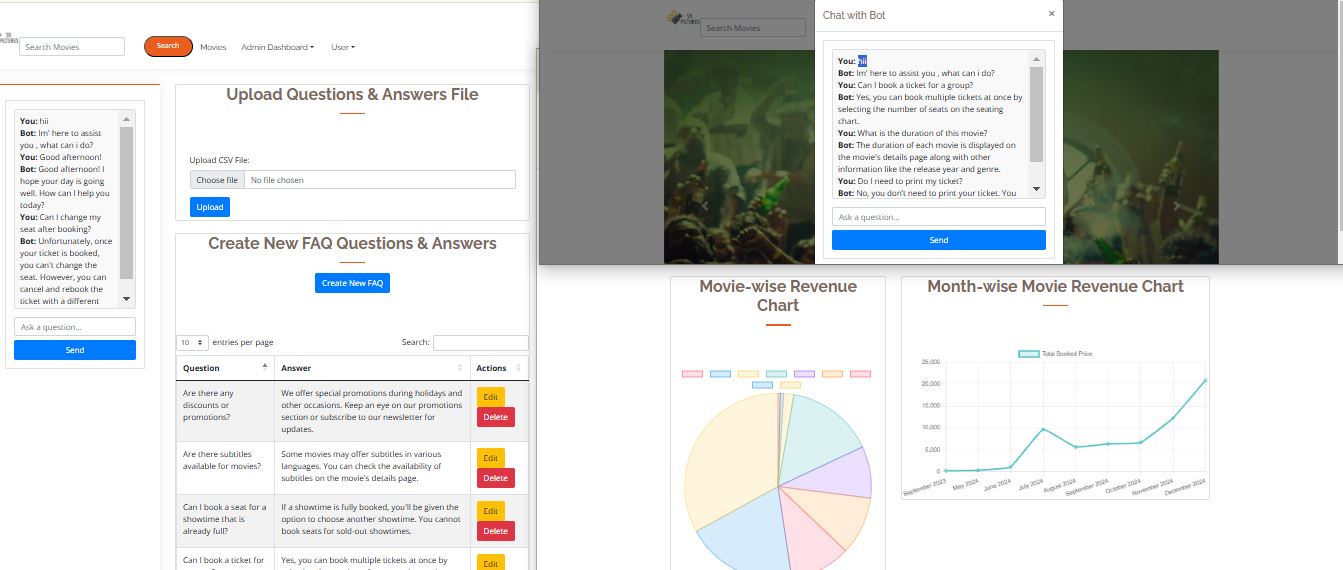 SB
PICTURES
Search Movies
Search
Movies
Admin Dashboard
User
You: hii
Bot: Im' here to assist
you , what can i do?
You: Good afternoon!
Bot: Good afternoon! I
hope your day is going
well. How can I help you
today?
You: Can I change my
seat after booking?
Bot: Unfortunately, once
your ticket is booked,
you can't change the
seat. However, you can
cancel and rebook the
ticket with a different
Ask a question...
Send
Upload Questions & Answers File
Upload CSV File:
Choose file No file chosen
Upload
Create New FAQ Questions & Answers
Create New FAQ
10 entries per page
Search:
Question Answer Actions
Are there any
discounts or
promotions?
We offer special promotions during holidays and
other occasions. Keep an eye on our promotions
section or subscribe to our newsletter for
updates.
Edit
Delete
Are there subtitles
available for movies?
Some movies may offer subtitles in various
languages. You can check the availability of
subtitles on the movie's details page.
Edit
Delete
Can I book a seat for a
showtime that is
already full?
If a showtime is fully booked, you'll be given the
option to choose another showtime. You cannot
book seats for sold-out showtimes.
Edit
Delete
Can I book a ticket for
Yes, you can book multiple tickets at once by
Edit
PICTURES
Search Movies
Chat with Bot
×
You: hii
Bot: Im' here to assist you , what can i do?
You: Can I book a ticket for a group?
Bot: Yes, you can book multiple tickets at once by
selecting the number of seats on the seating
chart.
You: What is the duration of this movie?
Bot: The duration of each movie is displayed on
the movie's details page along with other
information like the release year and genre.
You: Do I need to print my ticket?
Bot: No, you don't need to print your ticket. You
Ask a question...
Send
Movie-wise Revenue
Chart
Month-wise Movie Revenue Chart
Total Booked Price
25,000
20,000
15,000
10,000
5,000
0
September 2023
May 2024
June 2024
July 2024
August 2024
September 2024
October 2024
November 2024
December 2024